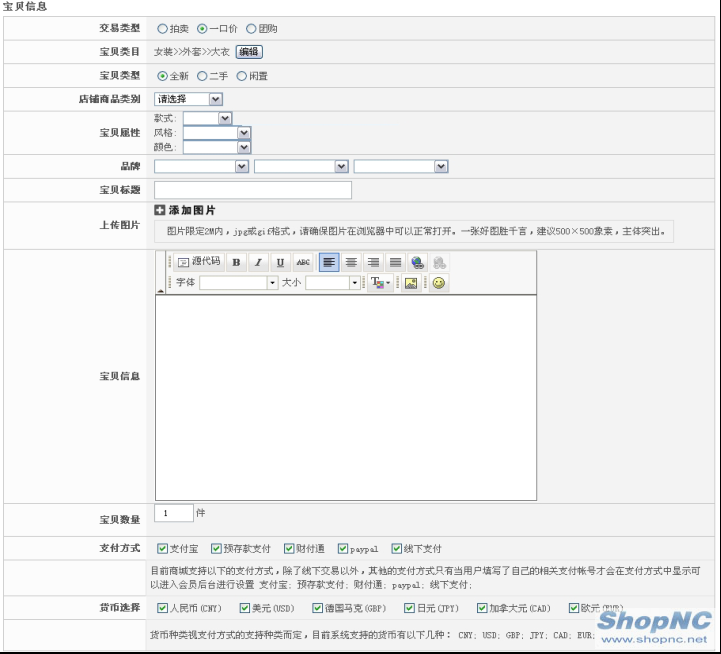 宝贝信息
交易类型 拍卖 一口价 团购
宝贝类目 女装>>外套>>大衣 编辑
宝贝类型 全新 二手 闲置
店铺商品类别 请选择
款式:
宝贝属性 风格:
颜色:
品牌
宝贝标题
添加图片
上传图片 图片限定2M内，jpg或gif格式，请确保图片在浏览器中可以正常打开。一张好图胜千言，建议500×500象素，主体突出。
源代码 B I U ABC
字体 大小
宝贝信息
宝贝数量 1 件
支付方式 支付宝 预存款支付 财付通 paypal 线下支付
目前商城支持以下的支付方式，除了线下交易以外，其他的支付方式只有当用户填写了自己的相关支付帐号才会在支付方式中显示可
以进入会员后台进行设置 支付宝; 预存款支付; 财付通; paypal; 线下支付;
货币选择 人民币(CNY) 美元(USD) 德国马克(GBP) 日元(JPY) 加拿大元(CAD) 欧元(EUR)
货币种类视支付方式的支持种类而定，目前系统支持的货币有以下几种： CNY; USD; GBP; JPY; CAD; EUR;
ShopNC
www.shopnc.net